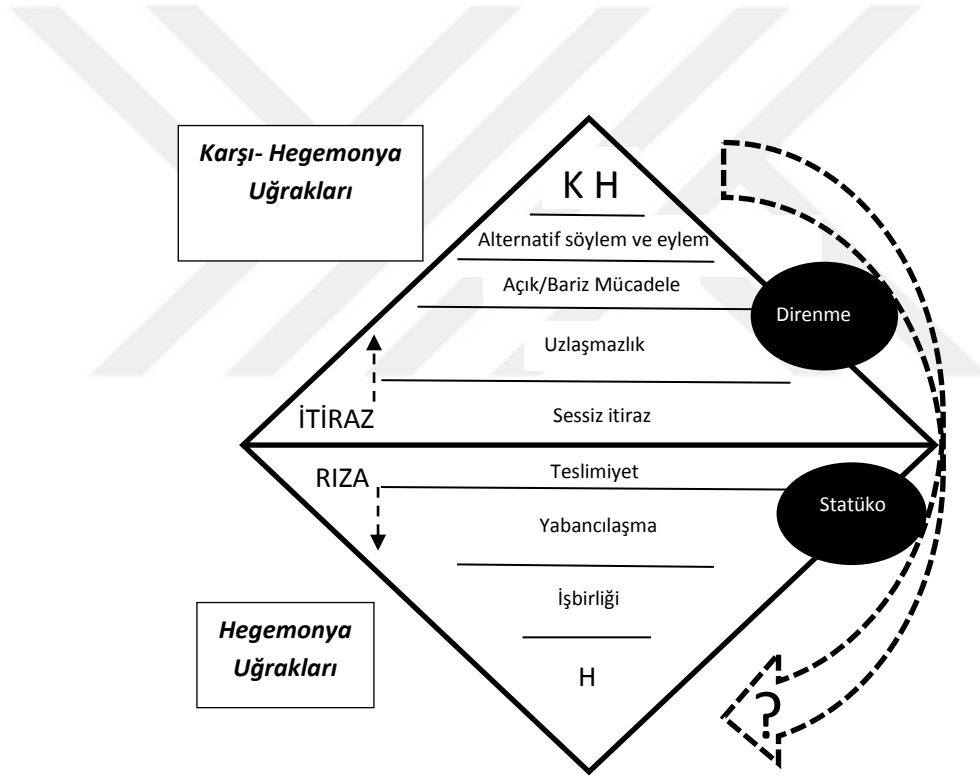 Karşı- Hegemonya
Uğrakları
K H
Alternatif söylem ve eylem
Açık/Bariz Mücadele
Direnme
Uzlaşmazlık
İTİRAZ
Sessiz itiraz
RIZA
Teslimiyet
Statüko
Yabancılaşma
İşbirliği
Hegemonya
Uğrakları
H
?